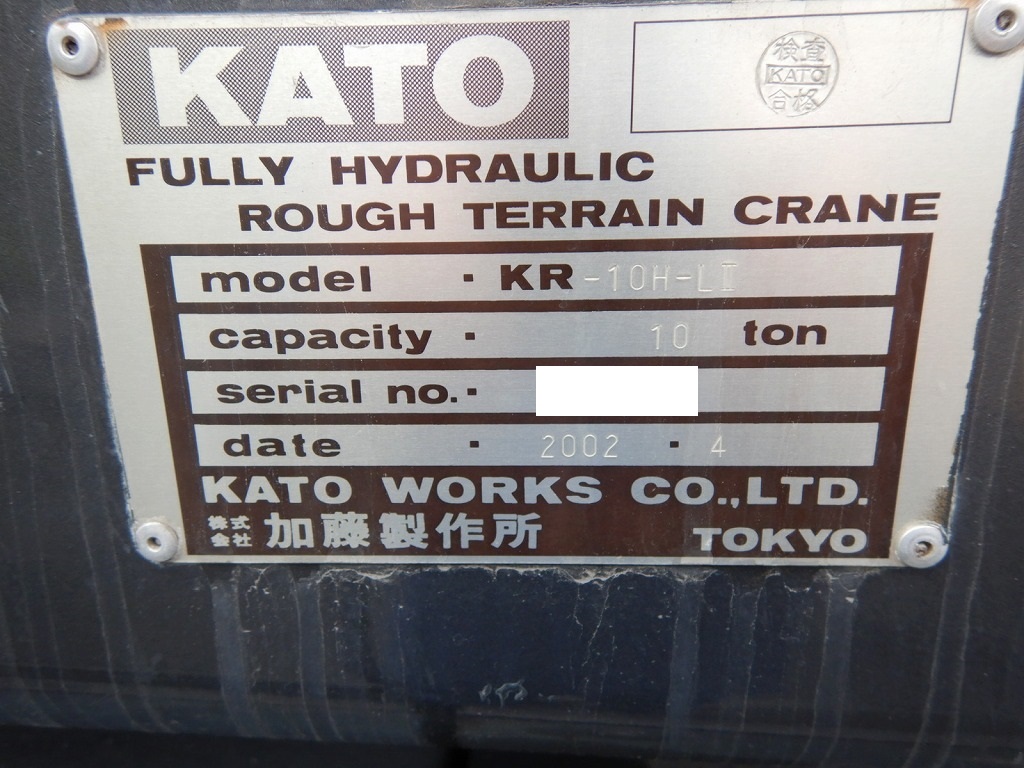 KATO
検査
KATO
合格
FULLY HYDRAULIC
ROUGH TERRAIN CRANE
model · KR-10H-LⅡ
capacity · 10 ton
serial no. ·
date · 2002 · 4
KATO WORKS CO.,LTD.
株式会社 加藤製作所 TOKYO